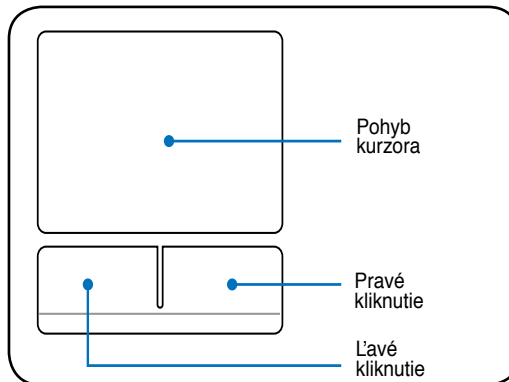 Pohyb
kurzora
Pravé
kliknutie
Ľavé
kliknutie